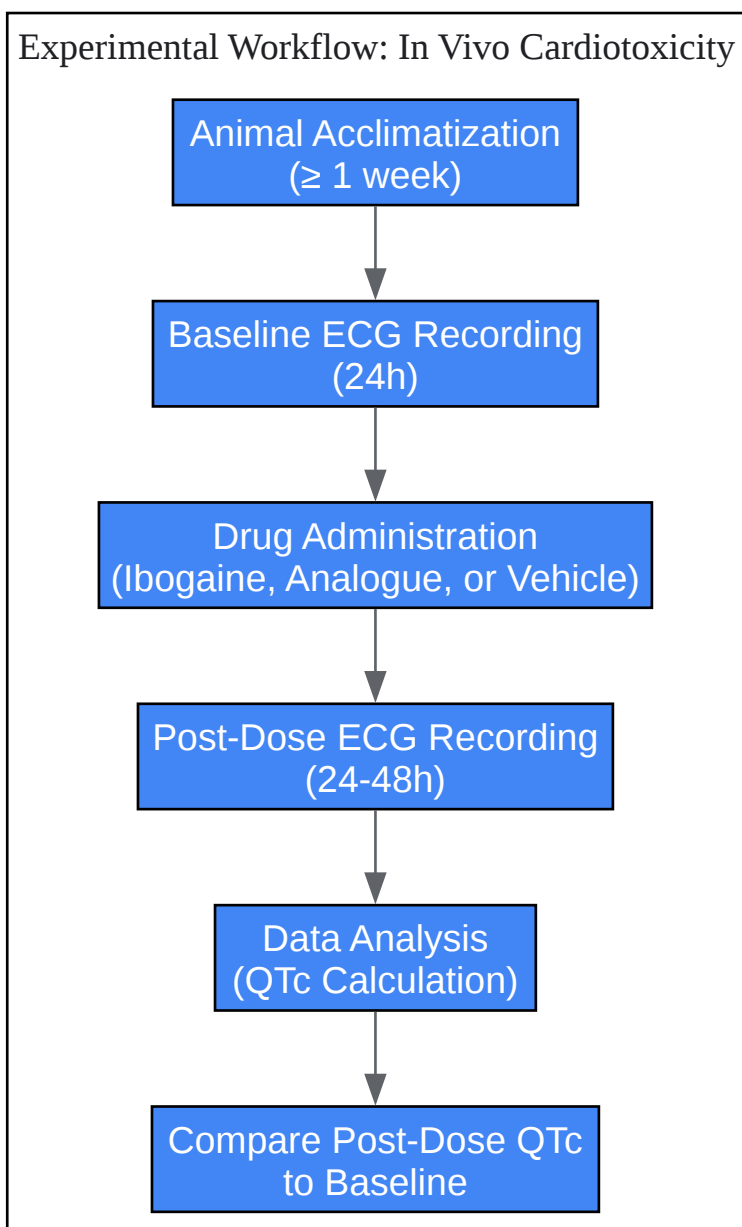 Experimental Workflow: In Vivo Cardiotoxicity
Animal Acclimatization
(≥ 1 week)
Baseline ECG Recording
(24h)
Drug Administration
(Ibogaine, Analogue, or Vehicle)
Post-Dose ECG Recording
(24-48h)
Data Analysis
(QTc Calculation)
Compare Post-Dose QTc
to Baseline